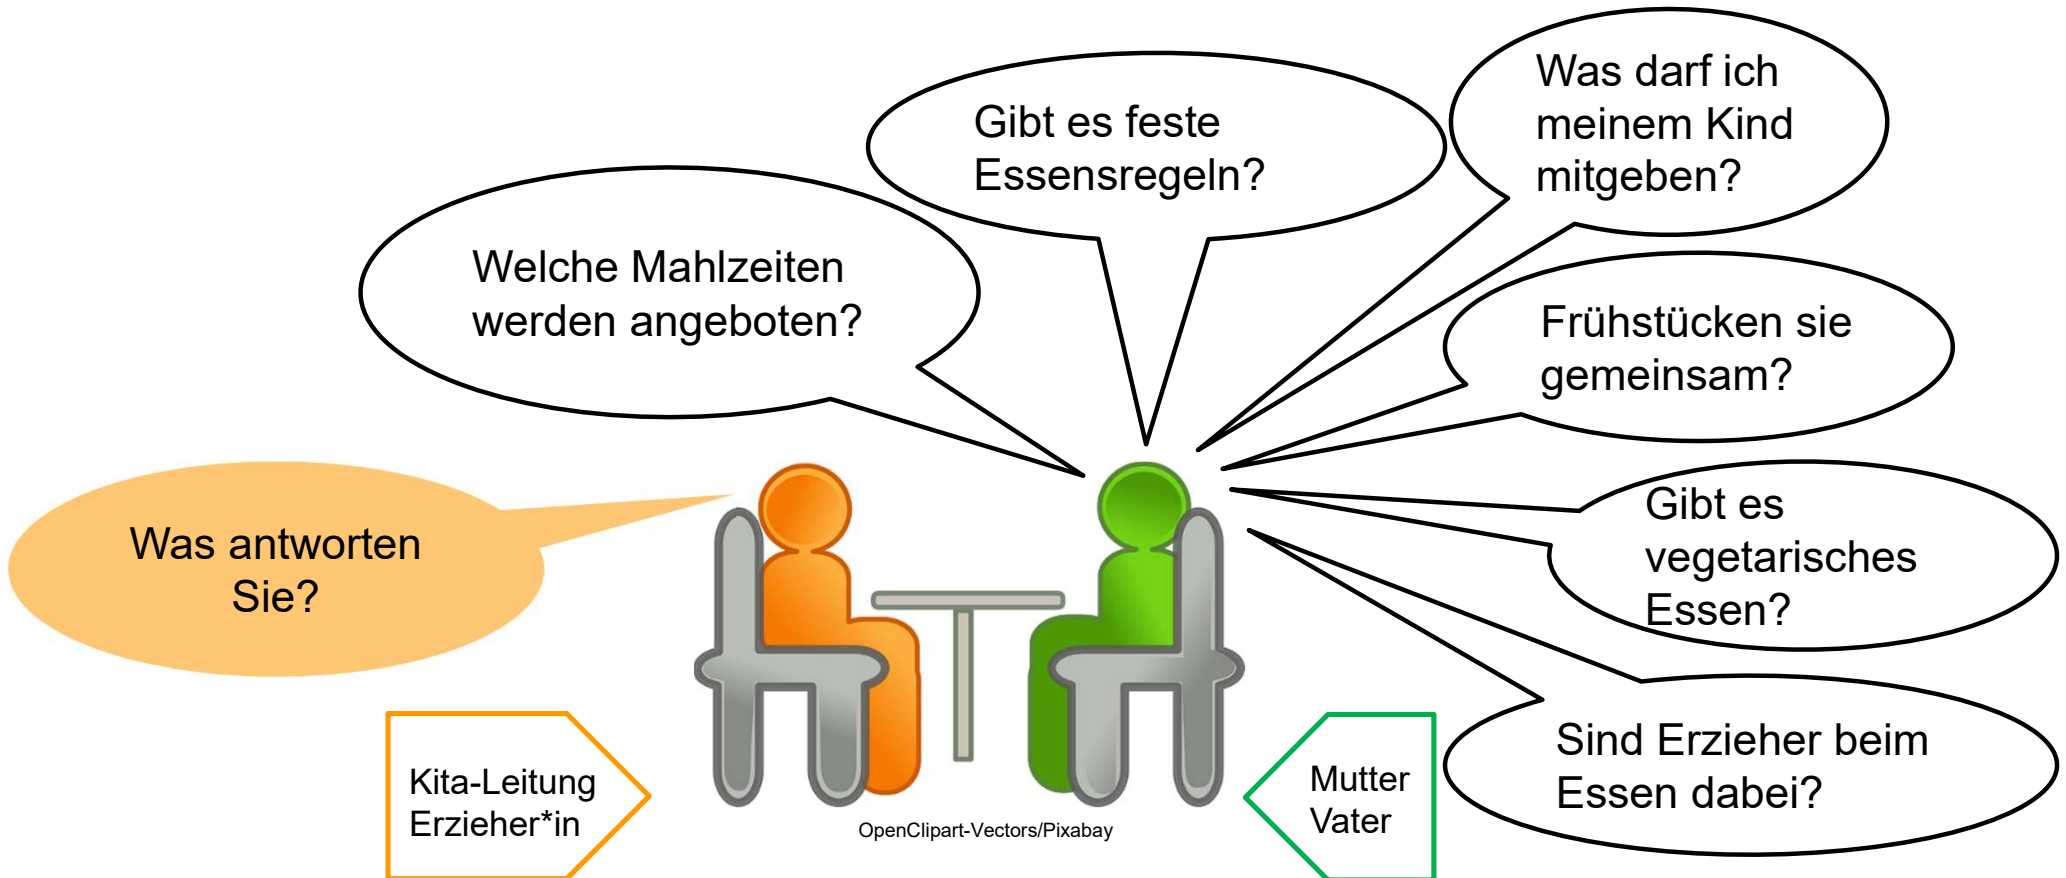 Was darf ich
meinem Kind
mitgeben?
Gibt es feste
Essensregeln?
Welche Mahlzeiten
werden angeboten?
Frühstücken sie
gemeinsam?
Gibt es
vegetarisches
Essen?
Was antworten
Sie?
Sind Erzieher beim
Essen dabei?
Kita-Leitung
Erzieher*in
Mutter
Vater
OpenClipart-Vectors/Pixabay